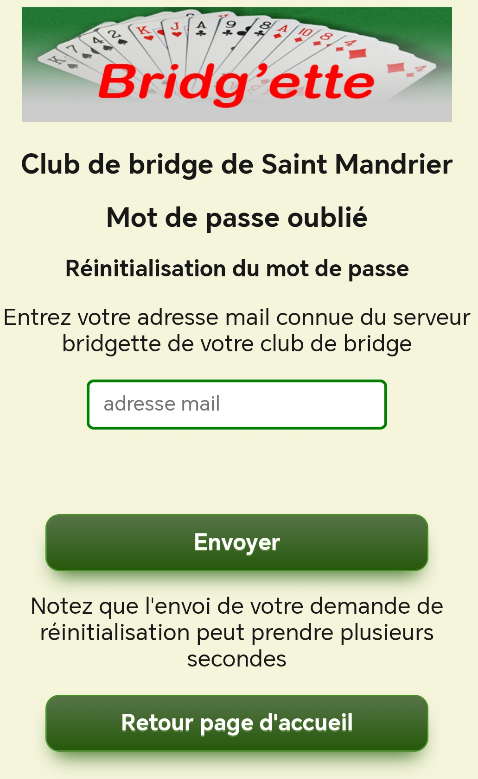 Bridg'ette
Club de bridge de Saint Mandrier
Mot de passe oublié
Réinitialisation du mot de passe
Entrez votre adresse mail connue du serveur
bridgette de votre club de bridge
adresse mail
Envoyer
Notez que l'envoi de votre demande de
réinitialisation peut prendre plusieurs
secondes
Retour page d'accueil